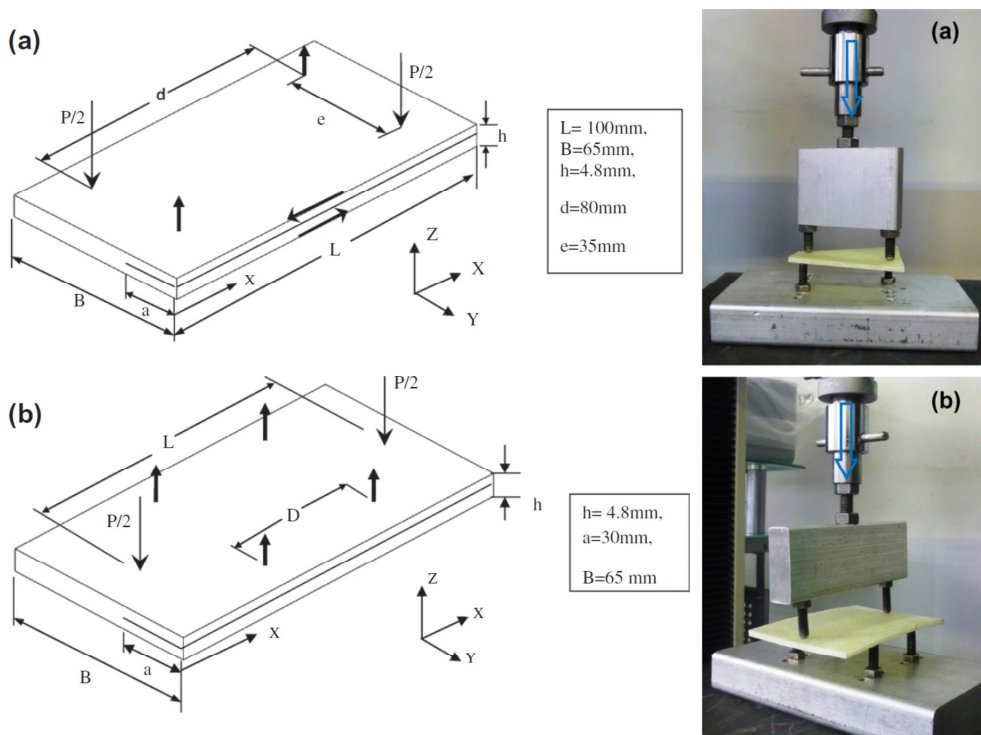 (a)
P/2
d
P/2
e
h
L
X
B
a
Z
X
Y
L= 100mm,
B=65mm,
h=4.8mm,
d=80mm
e=35mm
(a)
(b)
P/2
L
P/2
D
h
X
B
a
Z
X
Y
h= 4.8mm,
a=30mm,
B=65 mm
(b)